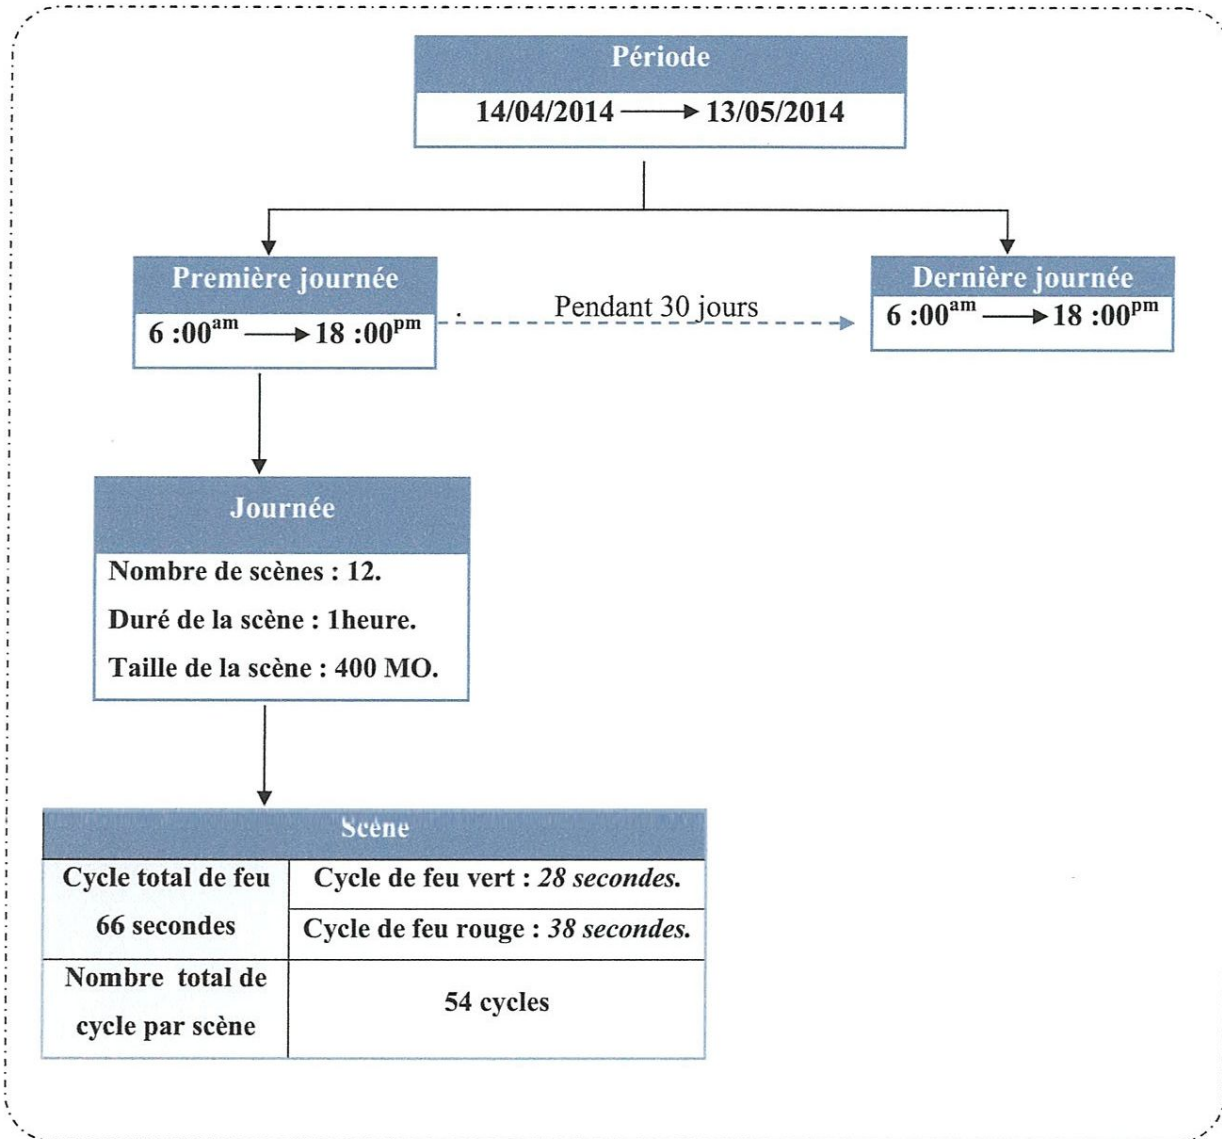 Période
14/04/2014 → 13/05/2014
Première journée
6 :00am → 18 :00pm
. Pendant 30 jours
Dernière journée
6 :00am → 18 :00pm
Journée
Nombre de scènes : 12.
Duré de la scène : 1heure.
Taille de la scène : 400 MO.
Scène
Cycle total de feu
66 secondes
Cycle de feu vert : 28 secondes.
Cycle de feu rouge : 38 secondes.
Nombre total de
cycle par scène
54 cycles